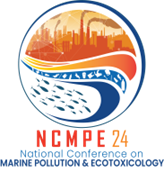 NCMPE 24
National Conference on
MARINE POLLUTION & ECOTOXICOLOGY